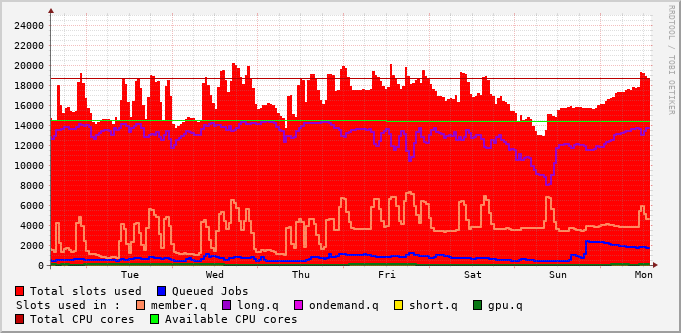 RRDTOOL / TOBI OETIKER
24000
22000
20000
18000
16000
14000
12000
10000
8000
6000
4000
2000
0
Tue Wed Thu Fri Sat Sun Mon
Total slots used Queued Jobs
Slots used in : member.q long.q ondemand.q short.q gpu.q
Total CPU cores Available CPU cores